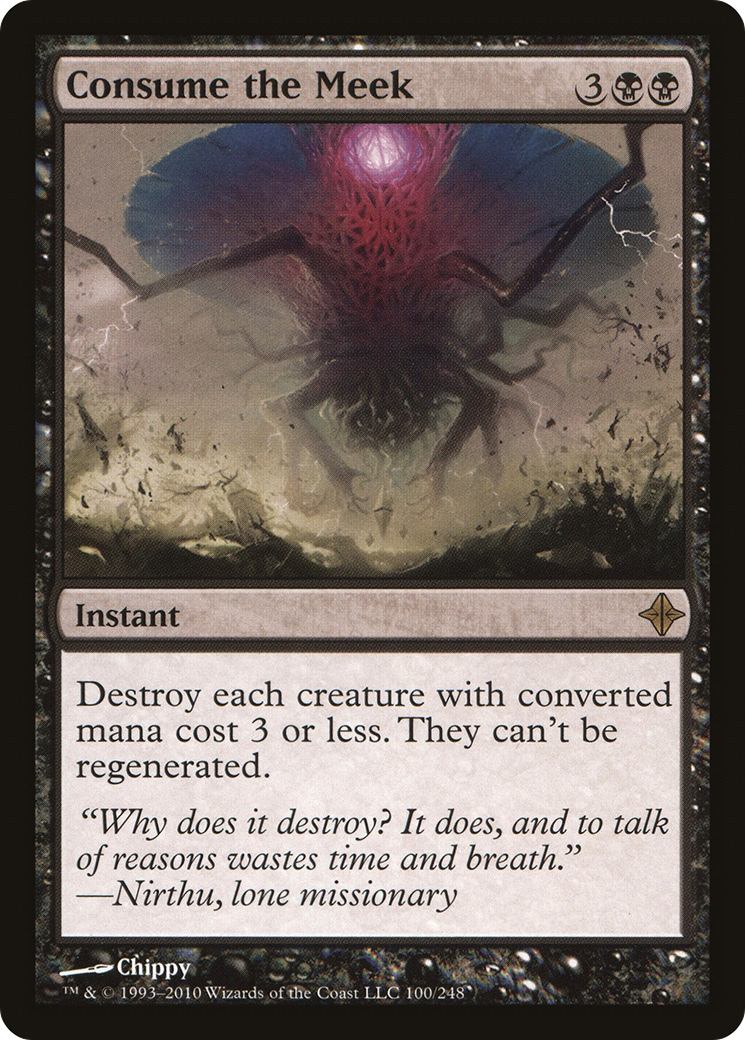 Consume the Meek 3
Instant
Destroy each creature with converted
mana cost 3 or less. They can't be
regenerated.
“Why does it destroy? It does, and to talk
of reasons wastes time and breath.”
—Nirthu, lone missionary
Chippy
™ & © 1993–2010 Wizards of the Coast LLC 100/248